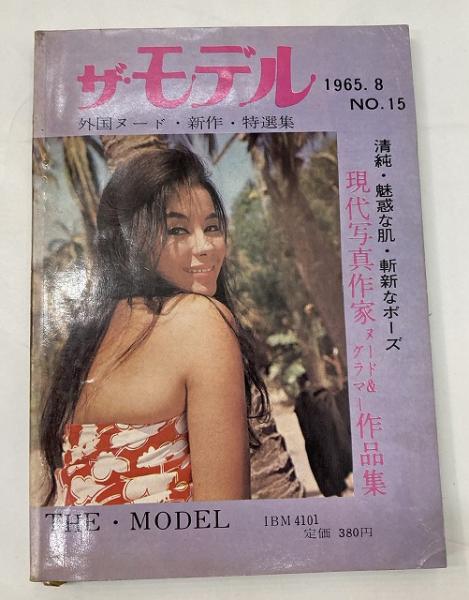 ザ・モデル
1965.8
NO.15
外国ヌード・新作・特選集
清純・魅惑な肌・斬新なポーズ
現代写真作家ヌード&グラマー作品集
THE・MODEL
IBM 4101
定価 380円